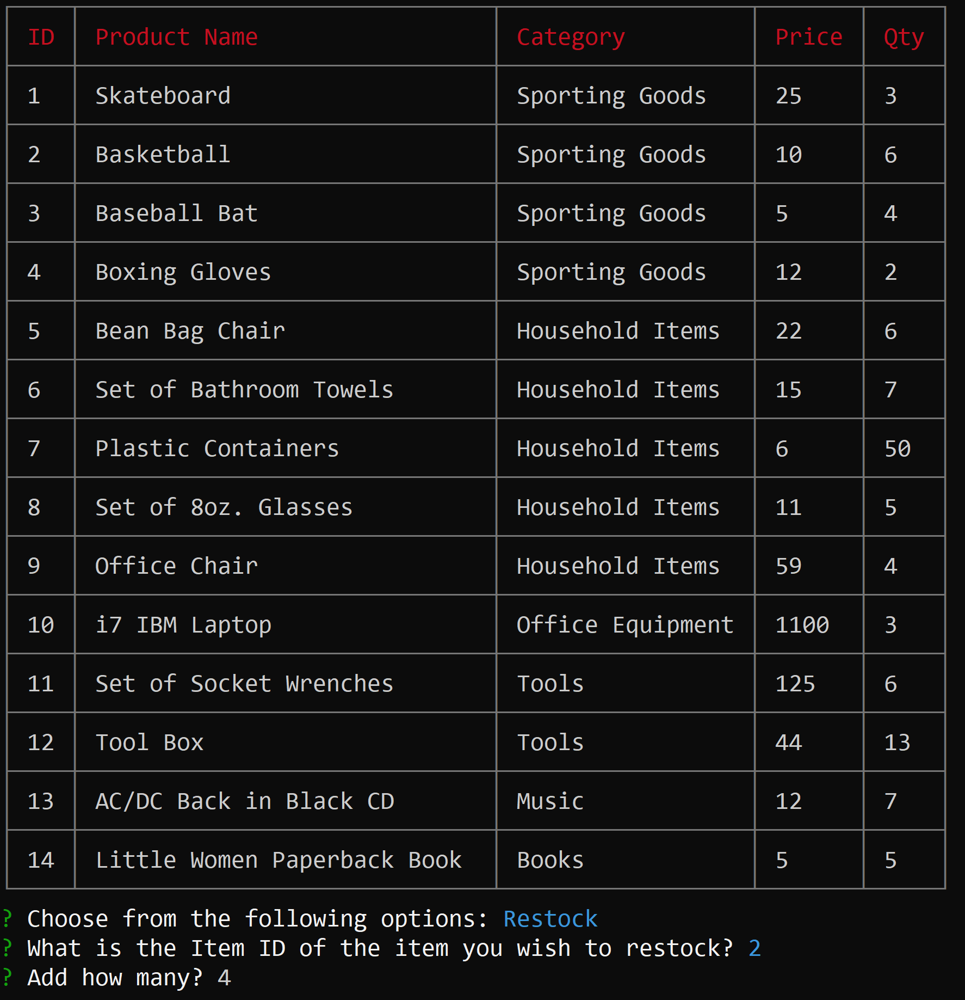 ID Product Name Category Price Qty
1 Skateboard Sporting Goods 25 3
2 Basketball Sporting Goods 10 6
3 Baseball Bat Sporting Goods 5 4
4 Boxing Gloves Sporting Goods 12 2
5 Bean Bag Chair Household Items 22 6
6 Set of Bathroom Towels Household Items 15 7
7 Plastic Containers Household Items 6 50
8 Set of 8oz. Glasses Household Items 11 5
9 Office Chair Household Items 59 4
10 i7 IBM Laptop Office Equipment 1100 3
11 Set of Socket Wrenches Tools 125 6
12 Tool Box Tools 44 13
13 AC/DC Back in Black CD Music 12 7
14 Little Women Paperback Book Books 5 5
? Choose from the following options: Restock
? What is the Item ID of the item you wish to restock? 2
? Add how many? 4